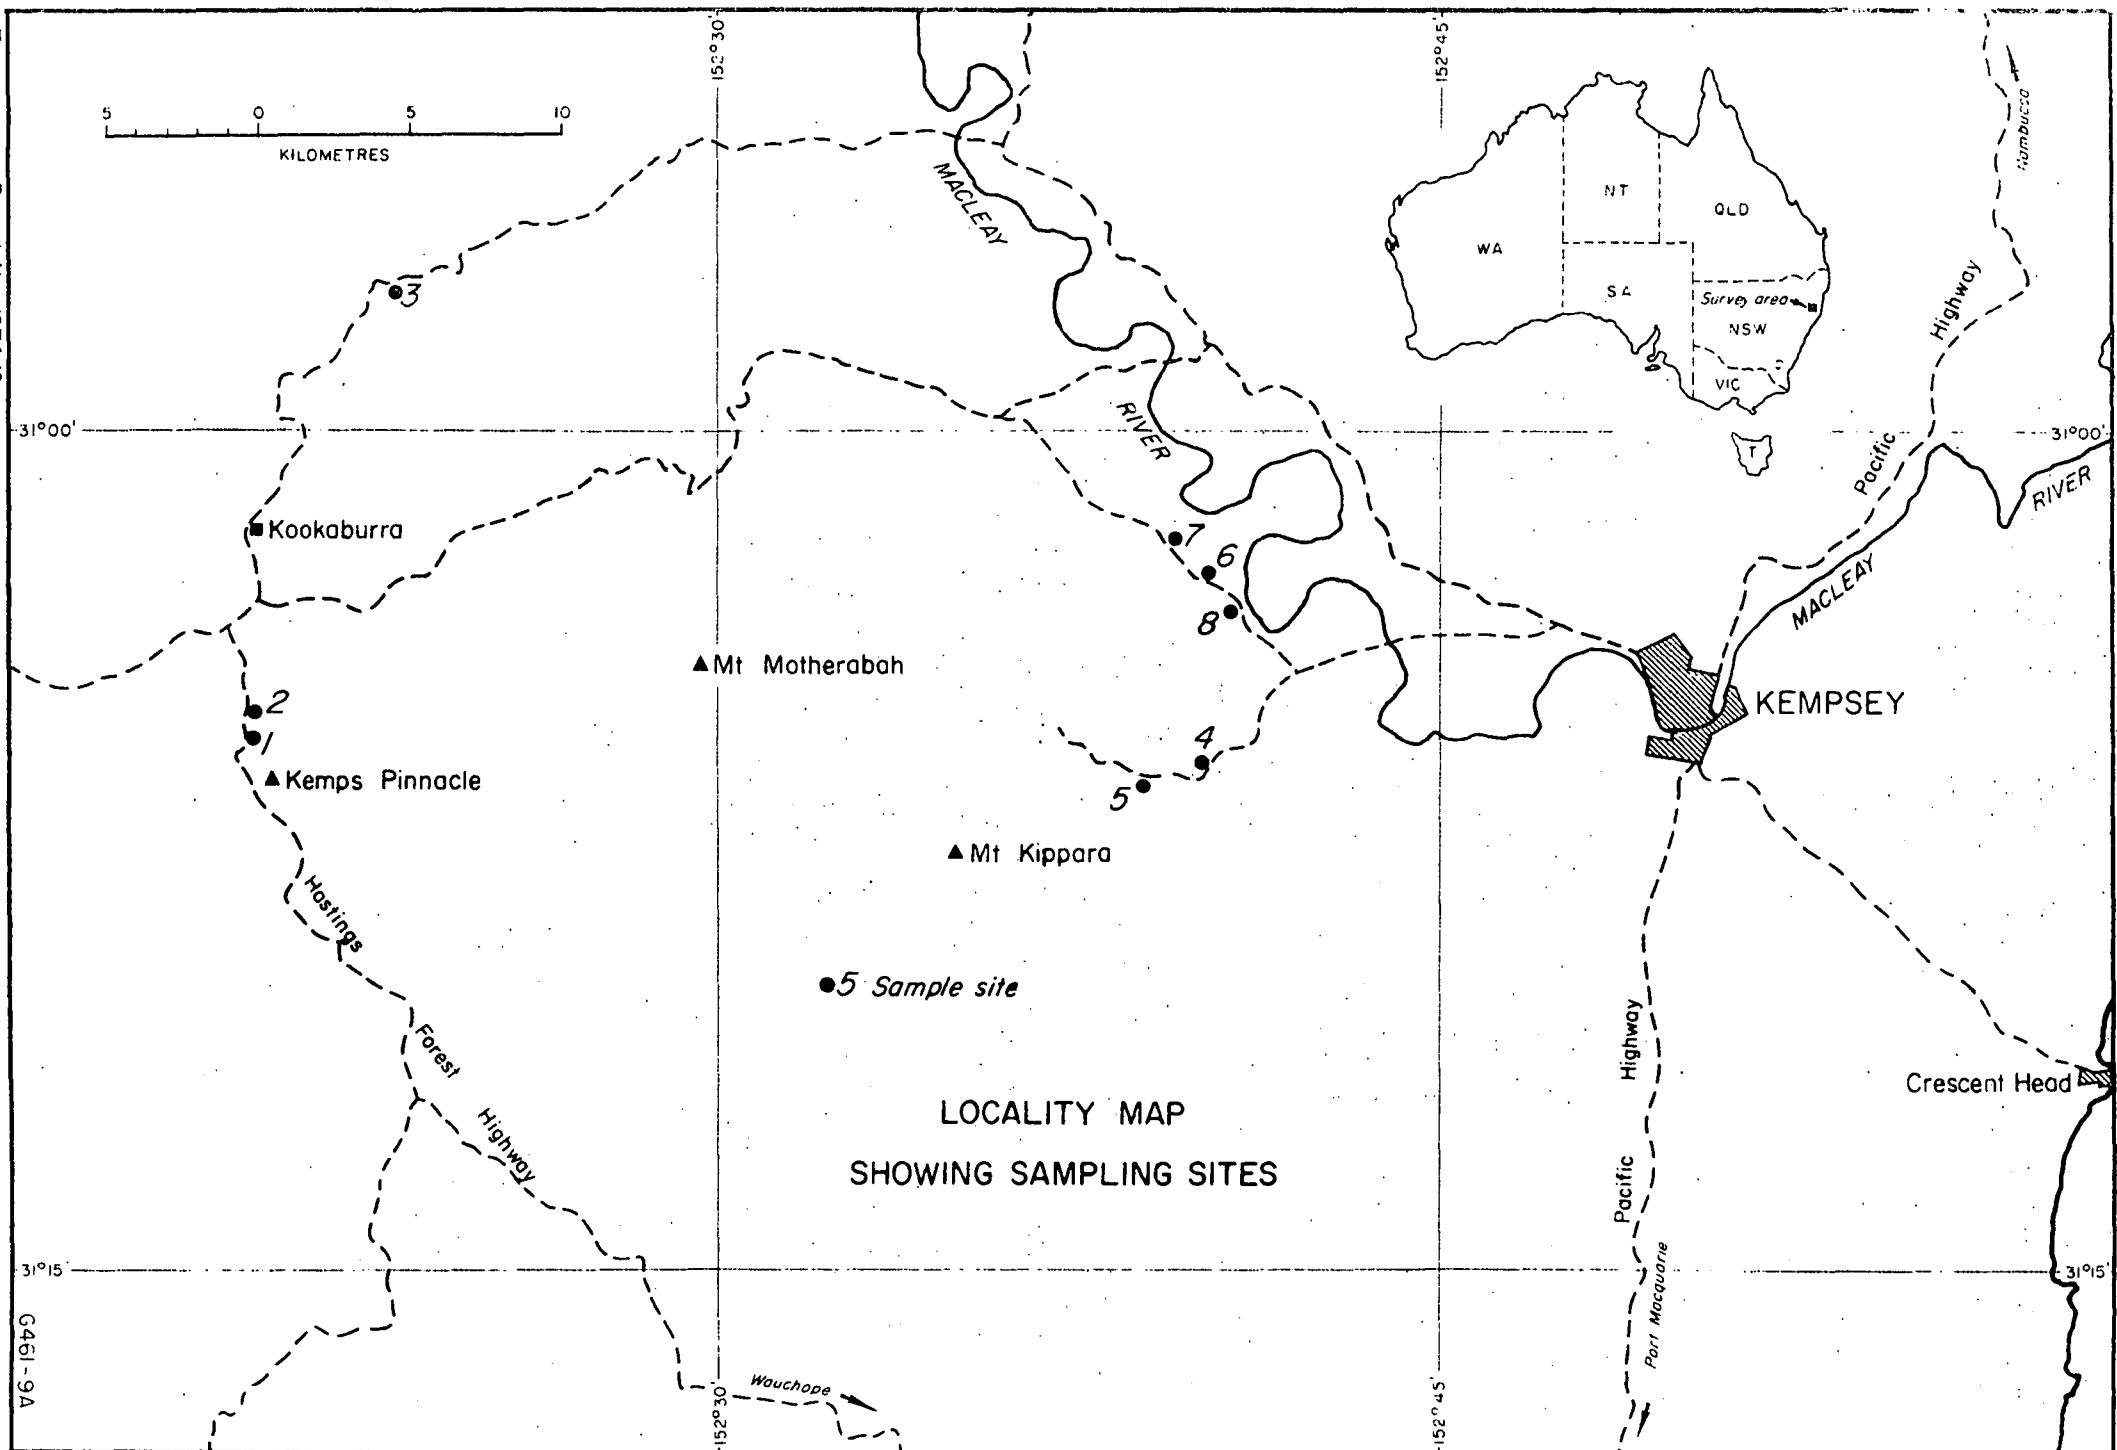 152°30'
152°45'
5 0 5 10
KILOMETRES
Nambucca
MACLEAY
NT
QLD
WA
SA
Survey area
NSW
VIC
T
Highway
3
31°00'
31°00'
RIVER
Pacific
RIVER
Kookaburra
7
6
MACLEAY
8
Mt Motherabah
2
KEMPSEY
1
4
Kemps Pinnacle
5
Mt Kippara
Hastings
5 Sample site
Forest
Highway
Crescent Head
LOCALITY MAP
Highway
SHOWING SAMPLING SITES
Pacific
31°15'
31°15'
Port Macquarie
G461-9A
Wauchope
152°30'
152°45'